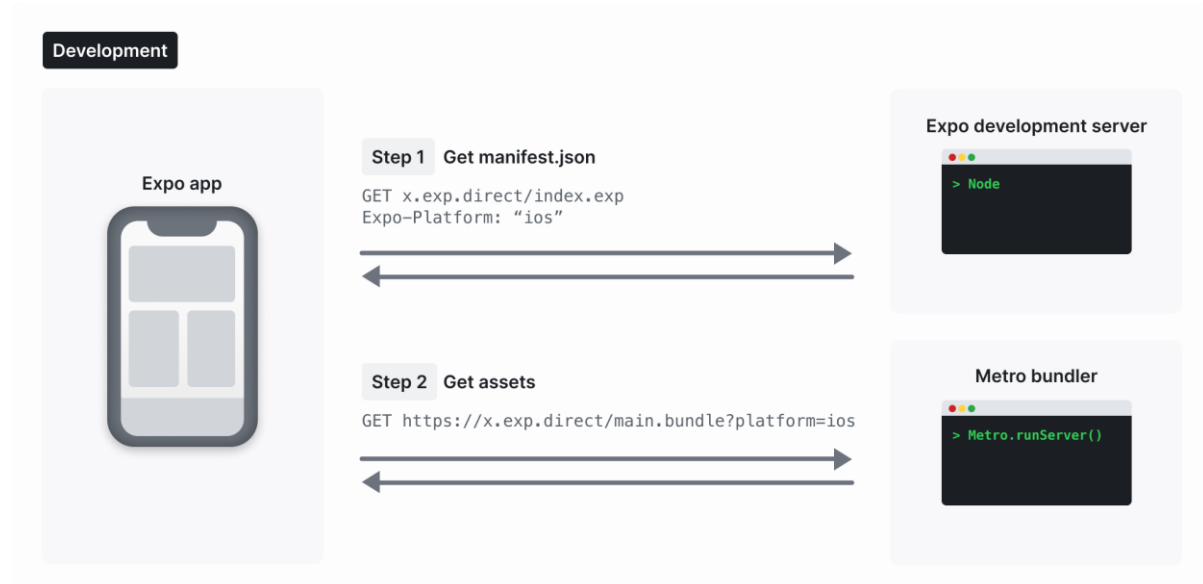 Development
Expo app
Step 1 Get manifest.json
GET x.exp.direct/index.exp
Expo-Platform: “ios”
Step 2 Get assets
GET https://x.exp.direct/main.bundle?platform=ios
Expo development server
> Node
Metro bundler
> Metro.runServer()